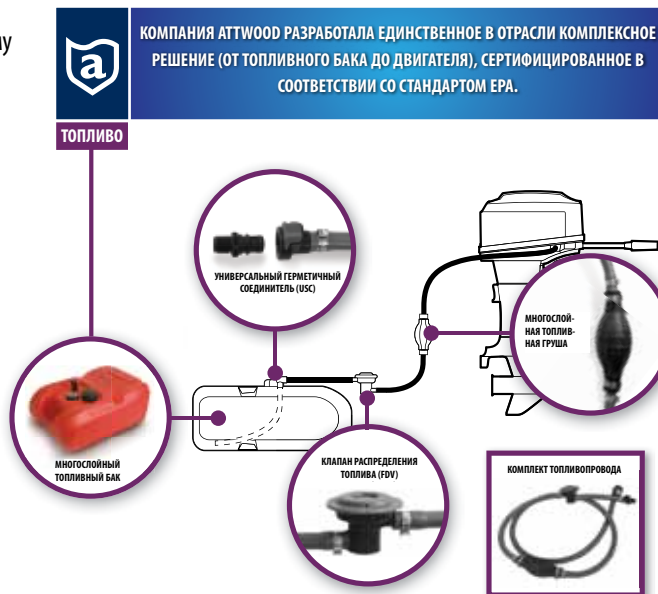 му
КОМПАНИЯ ATTWOOD РАЗРАБОТАЛА ЕДИНСТВЕННОЕ В ОТРАСЛИ КОМПЛЕКСНОЕ
РЕШЕНИЕ (ОТ ТОПЛИВНОГО БАКА ДО ДВИГАТЕЛЯ), СЕРТИФИЦИРОВАННОЕ В
СООТВЕТСТВИИ СО СТАНДАРТОМ EPA.
a
ТОПЛИВО
УНИВЕРСАЛЬНЫЙ ГЕРМЕТИЧНЫЙ
СОЕДИНИТЕЛЬ (USC)
МНОГОСЛОЙ-
НАЯ ТОПЛИВ-
НАЯ ГРУША
МНОГОСЛОЙНЫЙ
ТОПЛИВНЫЙ БАК
КЛАПАН РАСПРЕДЕЛЕНИЯ
ТОПЛИВА (FDV)
КОМПЛЕКТ ТОПЛИВОПРОВОДА